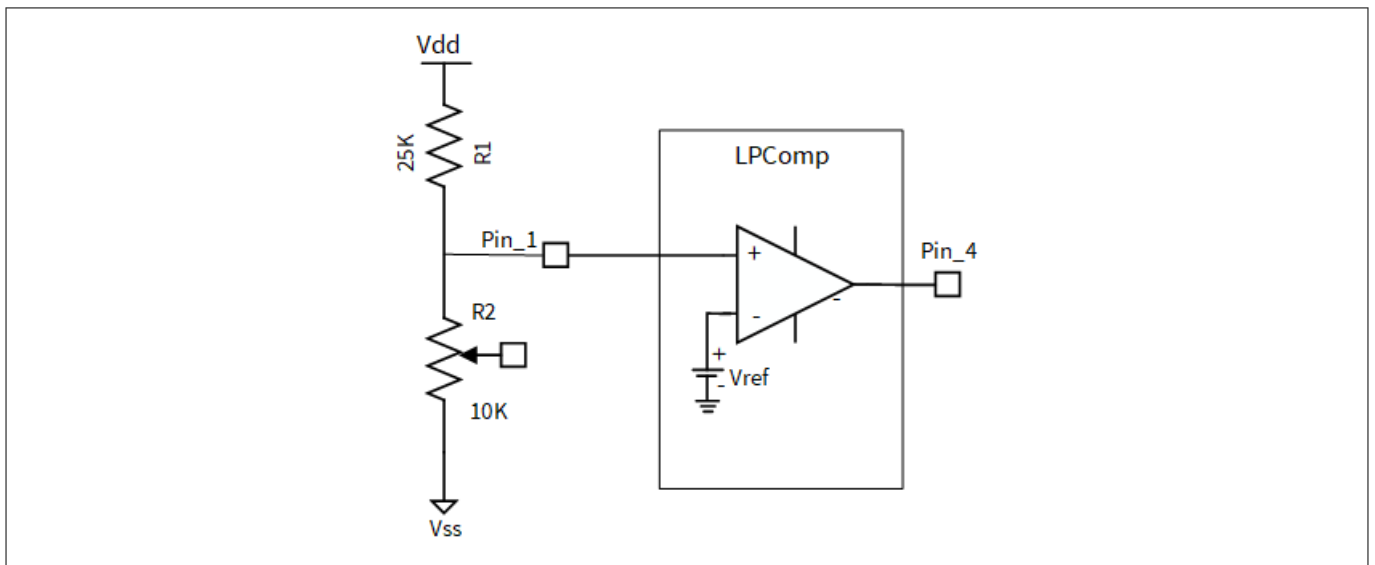 Vdd
25K
R1
LPComp
Pin_1
+
-
Pin_4
-
R2
+
Vref
-
10K
Vss